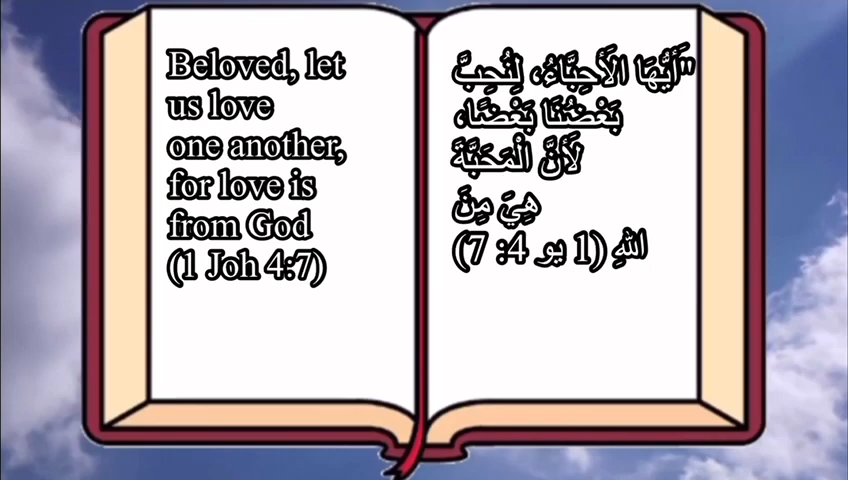 Beloved, let
us love
one another,
for love is
from God
(1 Joh 4:7)
"أَيُّهَا الأَحِبَّاءُ، لِنُحِبَّ
بَعْضُنَا بَعْضًا،
لأَنَّ الْمَحَبَّةَ
هِيَ مِنَ
اللهِ (1 يو 4: 7)